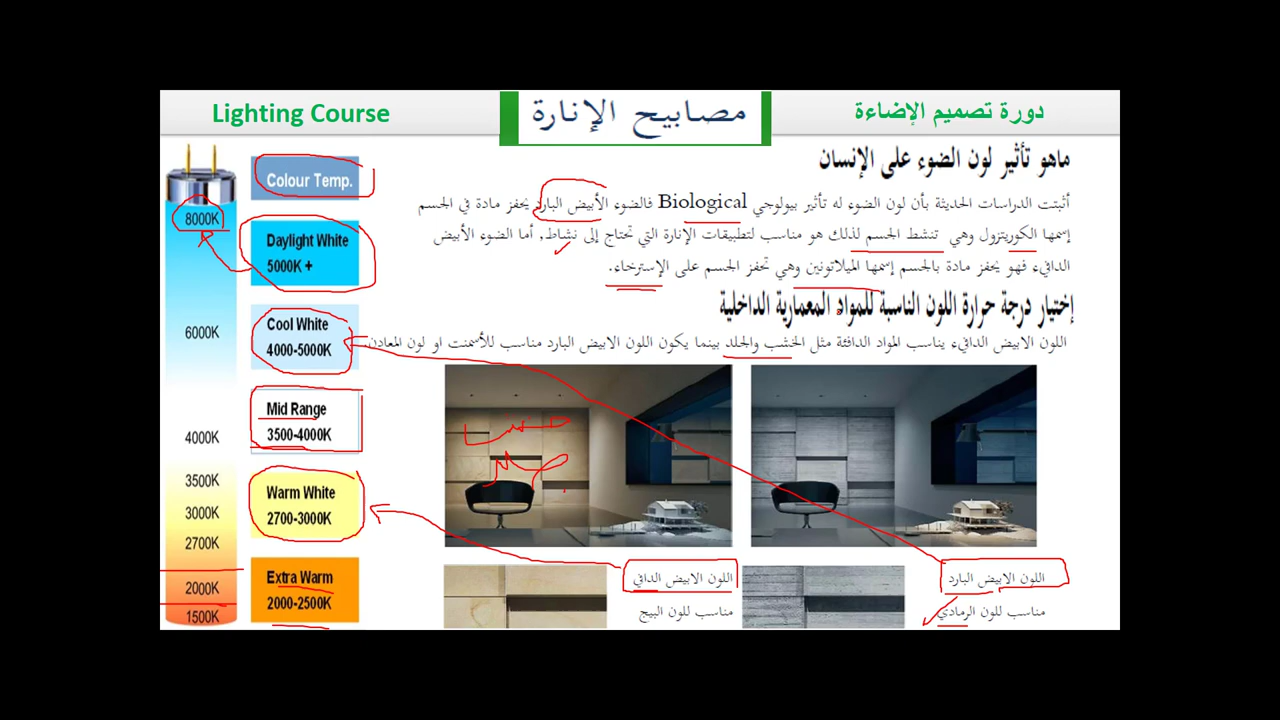 Lighting Course
مصابيح الإنارة
دورة تصميم الإضاءة
ماهو تأثير لون الضوء على الإنسان
أثبتت الدراسات الحديثة بأن لون الضوء له تأثير بيولوجي Biological فالضوء الأبيض البارد يحفز مادة في الجسم
إسمها الكوريتزول وهي تنشط الجسم لذلك هو مناسب لتطبيقات الإنارة التي تحتاج إلى نشاط. أما الضوء الأبيض
الدافيء فهو يحفز مادة بالجسم إسمها الميلاتونين وهي تحفز الجسم على الإسترخاء.
إختيار درجة حرارة اللون الناسبة للمواد المعمارية الداخلية
اللون الابيض الدافيء يناسب المواد الدافئة مثل الخشب والجلد بينما يكون اللون الابيض البارد مناسب للأسمنت او لون المعادن.
اللون الابيض البارد
مناسب للون الرمادي
اللون الابيض الدافي
مناسب للون البيج
Colour Temp.
8000K
Daylight White
5000K +
Cool White
4000-5000K
6000K
Mid Range
3500-4000K
4000K
3500K
Warm White
2700-3000K
3000K
2700K
Extra Warm
2000-2500K
2000K
1500K